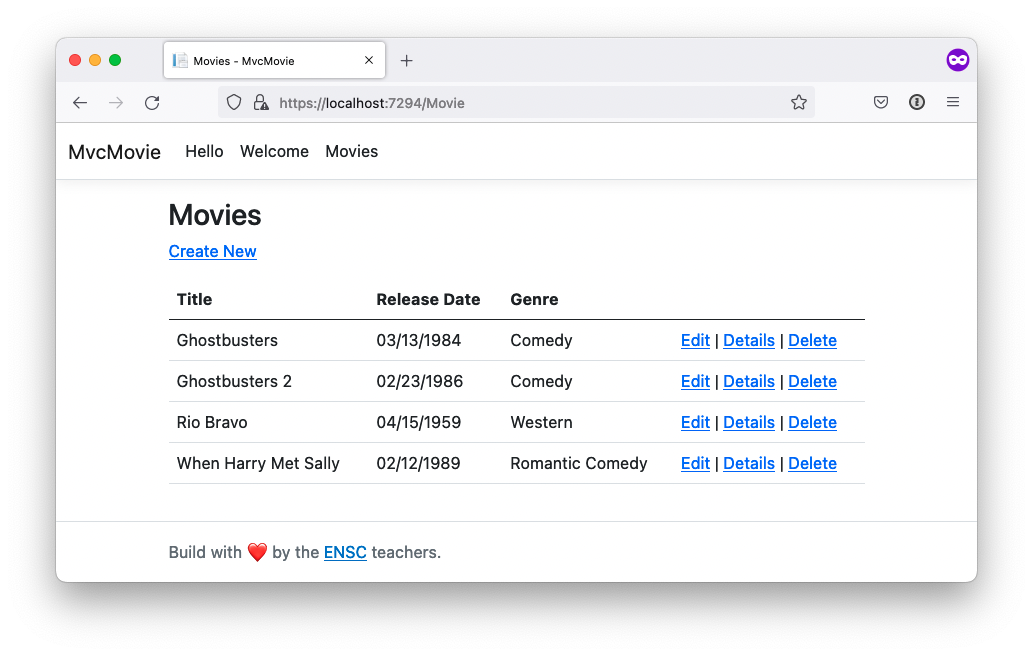 Movies - MvcMovie
https://localhost:7294/Movie
MvcMovie Hello Welcome Movies
Movies
Create New
Title Release Date Genre
Ghostbusters 03/13/1984 Comedy Edit | Details | Delete
Ghostbusters 2 02/23/1986 Comedy Edit | Details | Delete
Rio Bravo 04/15/1959 Western Edit | Details | Delete
When Harry Met Sally 02/12/1989 Romantic Comedy Edit | Details | Delete
Build with ❤️ by the ENSC teachers.